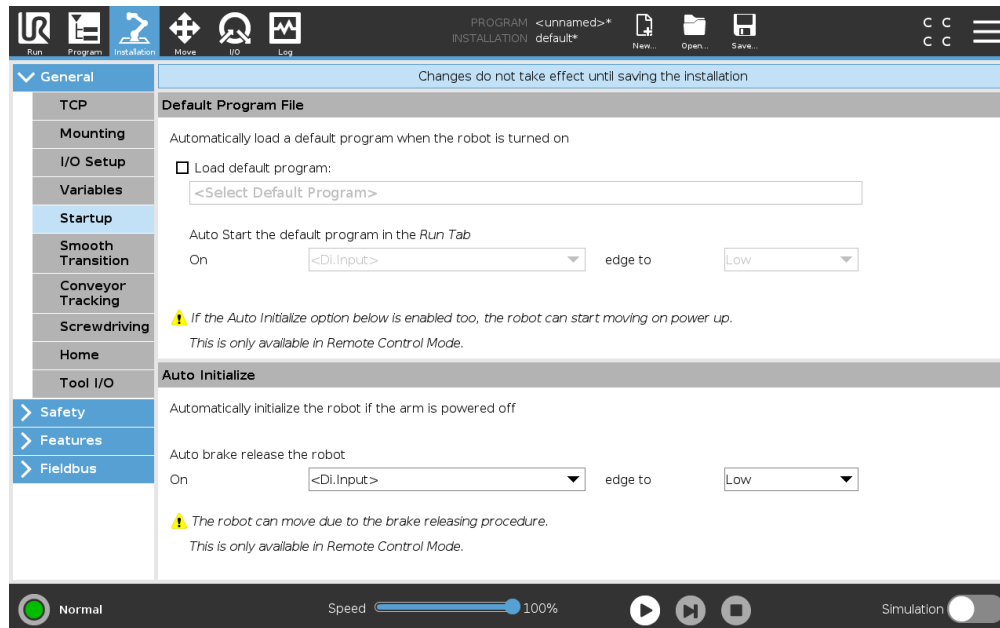 PROGRAM <unnamed>*
INSTALLATION default*
C C
C C
Run Program Installation Move I/O Log New... Open... Save...
General
Changes do not take effect until saving the installation
TCP
Mounting
I/O Setup
Variables
Startup
Smooth
Transition
Conveyor
Tracking
Screwdriving
Home
Tool I/O
Safety
Features
Fieldbus
Default Program File
Automatically load a default program when the robot is turned on
Load default program:
<Select Default Program>
Auto Start the default program in the Run Tab
On <Di.Input> edge to Low
If the Auto Initialize option below is enabled too, the robot can start moving on power up.
This is only available in Remote Control Mode.
Auto Initialize
Automatically initialize the robot if the arm is powered off
Auto brake release the robot
On <Di.Input> edge to Low
The robot can move due to the brake releasing procedure.
This is only available in Remote Control Mode.
Normal Speed 100% Simulation